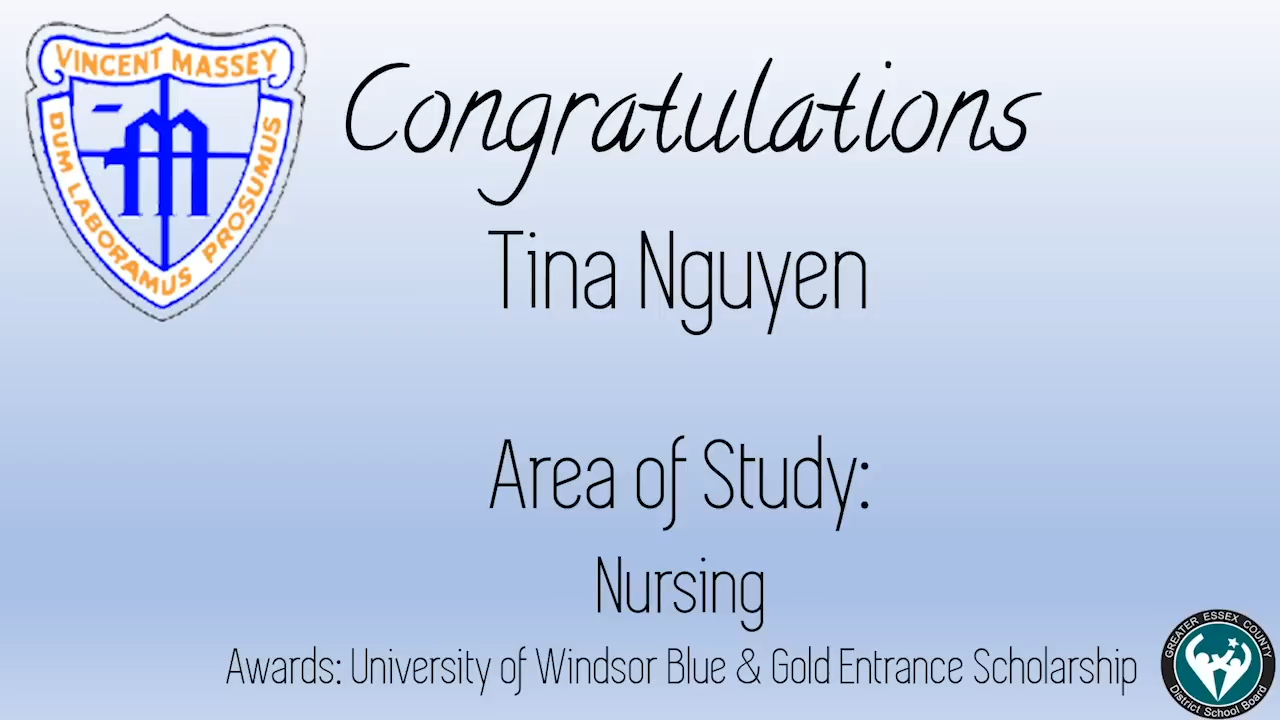 VINCENT MASSEY
DUM LABORAMUS PROSUMUS
M
Congratulations
Tina Nguyen
Area of Study:
Nursing
Awards: University of Windsor Blue & Gold Entrance Scholarship
GREATER ESSEX COUNTY
District School Board